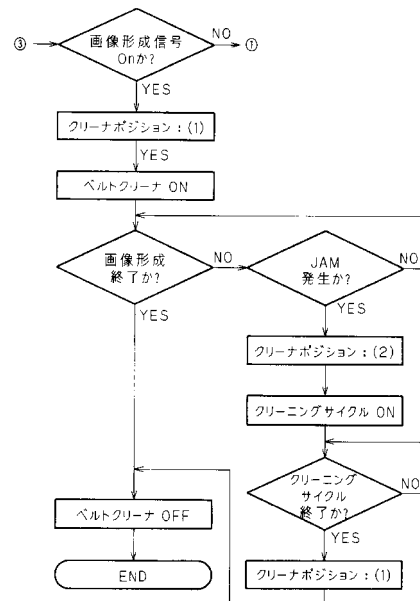 ③
画像形成信号
Onか?
NO
①
YES
クリーナポジション:(1)
YES
ベルトクリーナ ON
画像形成
終了か?
NO
JAM
発生か?
NO
YES
YES
クリーナポジション:(2)
クリーニングサイクル ON
クリーニング
サイクル
終了か?
NO
ベルトクリーナ OFF
YES
END
クリーナポジション:(1)